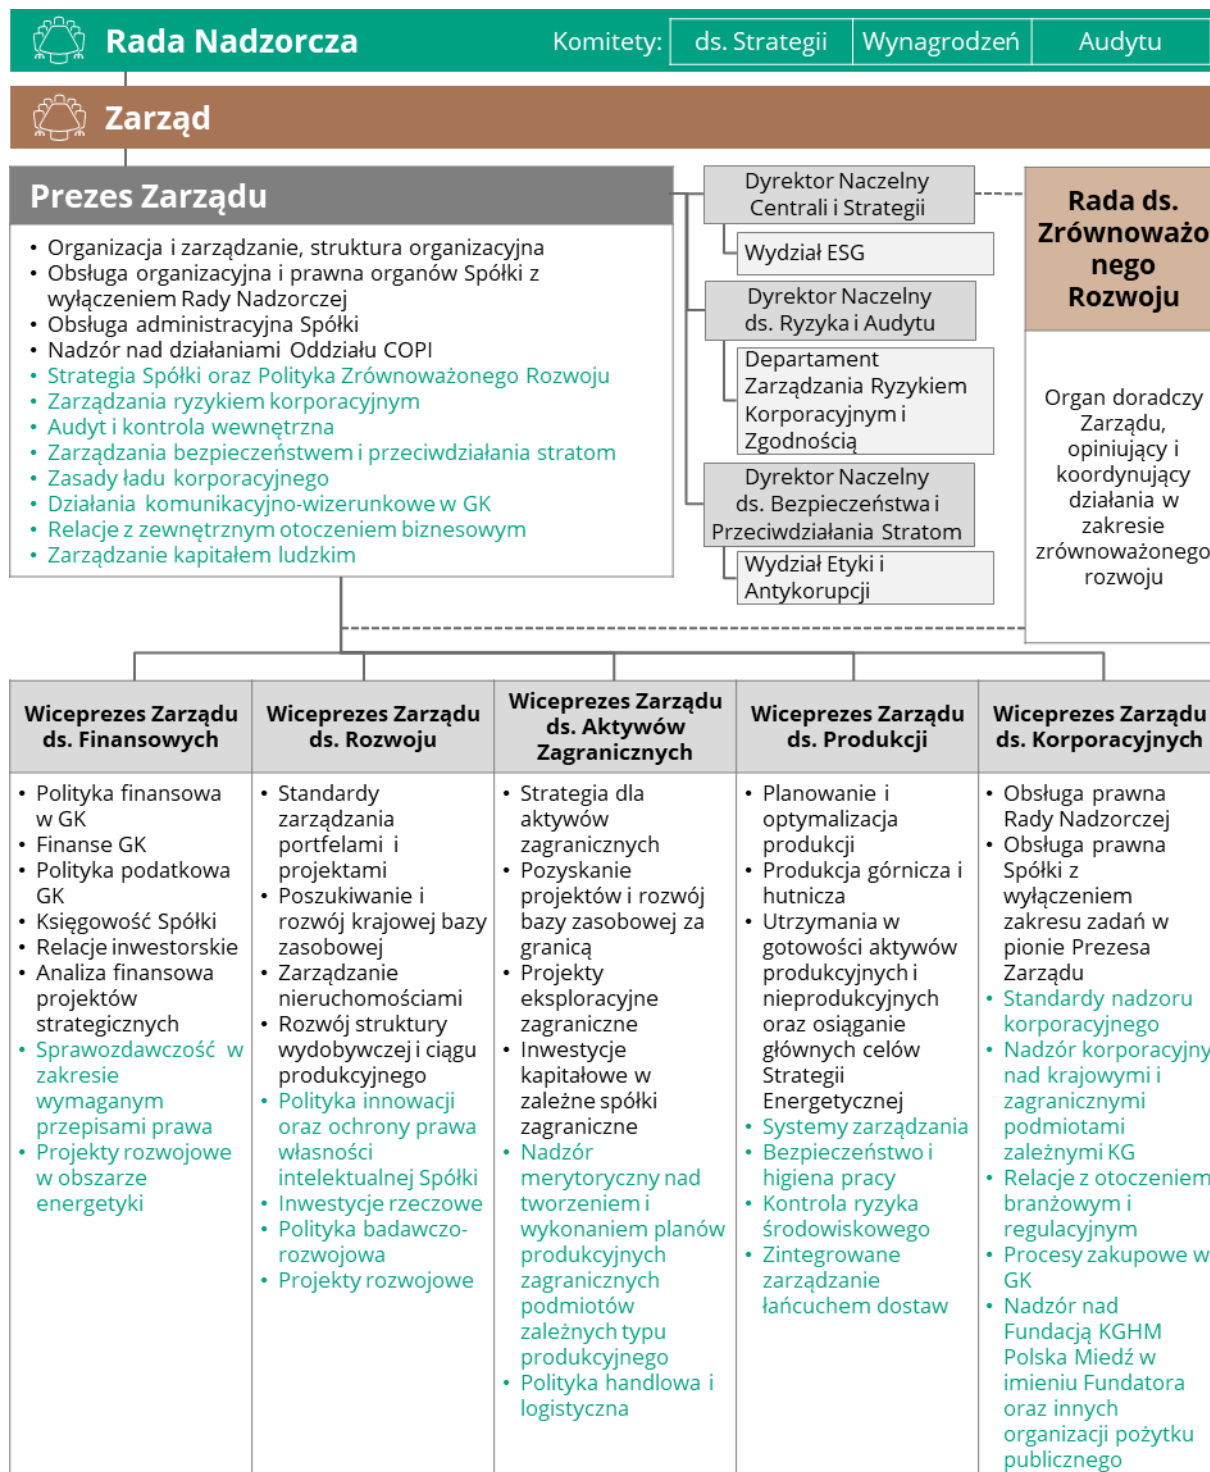 Rada Nadzorcza
Komitety:
ds. Strategii
Wynagrodzeń
Audytu
Zarząd
Prezes Zarządu
• Organizacja i zarządzanie, struktura organizacyjna
• Obsługa organizacyjna i prawna organów Spółki z
wyłączeniem Rady Nadzorczej
• Obsługa administracyjna Spółki
• Nadzór nad działaniami Oddziału COPI
• Strategia Spółki oraz Polityka Zrównoważonego Rozwoju
• Zarządzania ryzykiem korporacyjnym
• Audyt i kontrola wewnętrzna
• Zarządzania bezpieczeństwem i przeciwdziałania stratom
• Zasady ładu korporacyjnego
• Działania komunikacyjno-wizerunkowe w GK
• Relacje z zewnętrznym otoczeniem biznesowym
• Zarządzanie kapitałem ludzkim
Dyrektor Naczelny
Centrali i Strategii
Wydział ESG
Dyrektor Naczelny
ds. Ryzyka i Audytu
Departament
Zarządzania Ryzykiem
Korporacyjnym i
Zgodnością
Dyrektor Naczelny
ds. Bezpieczeństwa i
Przeciwdziałania Stratom
Wydział Etyki i
Antykorupcji
Rada ds.
Zrównoważo
nego
Rozwoju
Organ doradczy
Zarządu,
opiniujący i
koordynujący
działania w
zakresie
zrównoważonego
rozwoju
Wiceprezes Zarządu
ds. Finansowych
• Polityka finansowa
w GK
• Finanse GK
• Polityka podatkowa
GK
• Księgowość Spółki
• Relacje inwestorskie
• Analiza finansowa
projektów
strategicznych
• Sprawozdawczość w
zakresie
wymaganym
przepisami prawa
• Projekty rozwojowe
w obszarze
energetyki
Wiceprezes Zarządu
ds. Rozwoju
• Standardy
zarządzania
portfelami i
projektami
• Poszukiwanie i
rozwój krajowej bazy
zasobowej
• Zarządzanie
nieruchomościami
• Rozwój struktury
wydobywczej i ciągu
produkcyjnego
• Polityka innowacji
oraz ochrony prawa
własności
intelektualnej Spółki
• Inwestycje rzeczowe
• Polityka badawczo-
rozwojowa
• Projekty rozwojowe
Wiceprezes Zarządu
ds. Aktywów
Zagranicznych
• Strategia dla
aktywów
zagranicznych
• Pozyskanie
projektów i rozwój
bazy zasobowej za
granicą
• Projekty
eksploracyjne
zagraniczne
• Inwestycje
kapitałowe w
zależne spółki
zagraniczne
• Nadzór
merytoryczny nad
tworzeniem i
wykonaniem planów
produkcyjnych
zagranicznych
podmiotów
zależnych typu
produkcyjnego
• Polityka handlowa i
logistyczna
Wiceprezes Zarządu
ds. Produkcji
• Planowanie i
optymalizacja
produkcji
• Produkcja górnicza i
hutnicza
• Utrzymania w
gotowości aktywów
produkcyjnych i
nieprodukcyjnych
oraz osiąganie
głównych celów
Strategii
Energetycznej
• Systemy zarządzania
• Bezpieczeństwo i
higiena pracy
• Kontrola ryzyka
środowiskowego
• Zintegrowane
zarządzanie
łańcuchem dostaw
Wiceprezes Zarządu
ds. Korporacyjnych
• Obsługa prawna
Rady Nadzorczej
• Obsługa prawna
Spółki z
wyłączeniem
zakresu zadań w
pionie Prezesa
Zarządu
• Standardy nadzoru
korporacyjnego
• Nadzór korporacyjny
nad krajowymi i
zagranicznymi
podmiotami
zależnymi KG
• Relacje z otoczeniem
branżowym i
regulacyjnym
• Procesy zakupowe w
GK
• Nadzór nad
Fundacją KGHM
Polska Miedź w
imieniu Fundatora
oraz innych
organizacji pożytku
publicznego